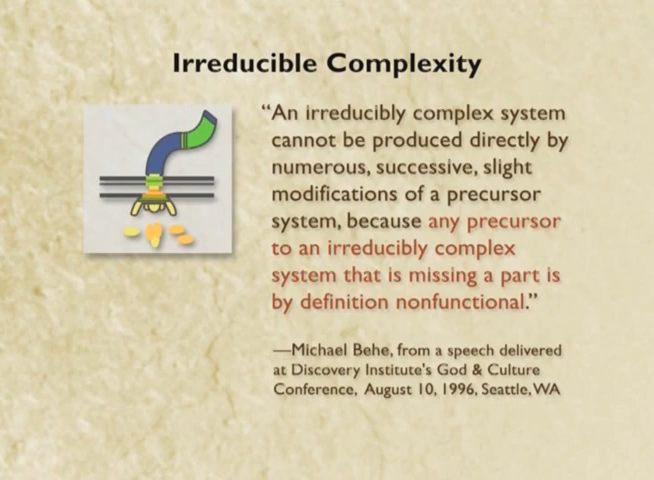 Irreducible Complexity
“An irreducibly complex system
cannot be produced directly by
numerous, successive, slight
modifications of a precursor
system, because any precursor
to an irreducibly complex
system that is missing a part is
by definition nonfunctional.”
—Michael Behe, from a speech delivered
at Discovery Institute's God & Culture
Conference, August 10, 1996, Seattle, WA